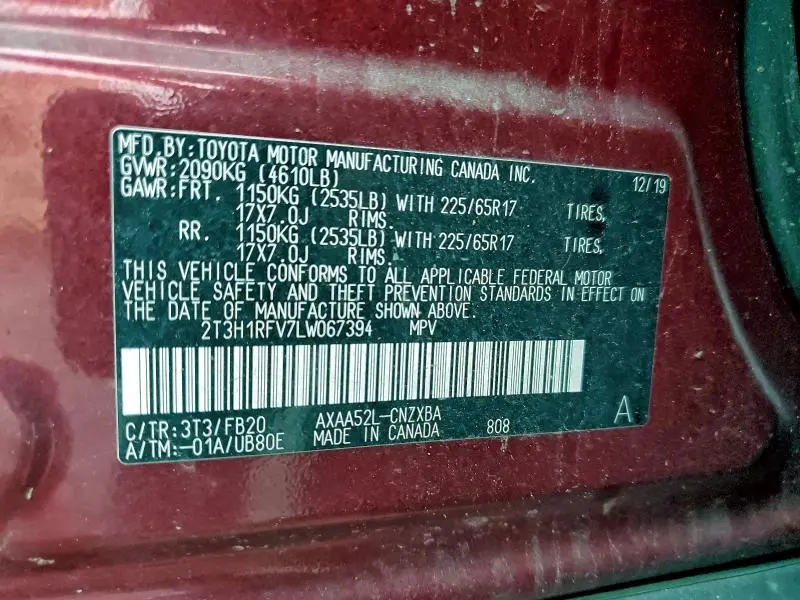 MFD.BY:TOYOTA MOTOR MANUFACTURING CANADA INC. 12/19
GVWR:2090KG (4610LB)
GAWR:FRT. 1150KG (2535LB) WITH 225/65R17 TIRES,
17X7.0J RIMS.
RR. 1150KG (2535LB) WITH 225/65R17 TIRES,
17X7.0J RIMS.
THIS VEHICLE CONFORMS TO ALL APPLICABLE FEDERAL MOTOR
VEHICLE SAFETY AND THEFT PREVENTION STANDARDS IN EFFECT ON
THE DATE OF MANUFACTURE SHOWN ABOVE.
2T3H1RFV7LW067394 MPV
C/TR:3T3/FB20 AXAA52L-CNZXBA A
A/TM:-01A/UB80E MADE IN CANADA 808